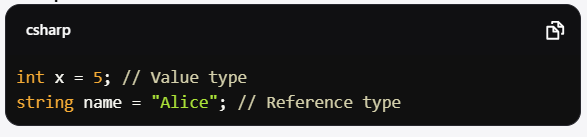 csharp
int x = 5; // Value type
string name = "Alice"; // Reference type